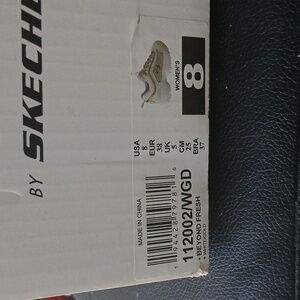 BY SKECHE
WOMEN'S
8
USA EUR UK CM BRA
8 38 5 25 37
MADE IN CHINA
112002/WGD
• BEYOND FRESH